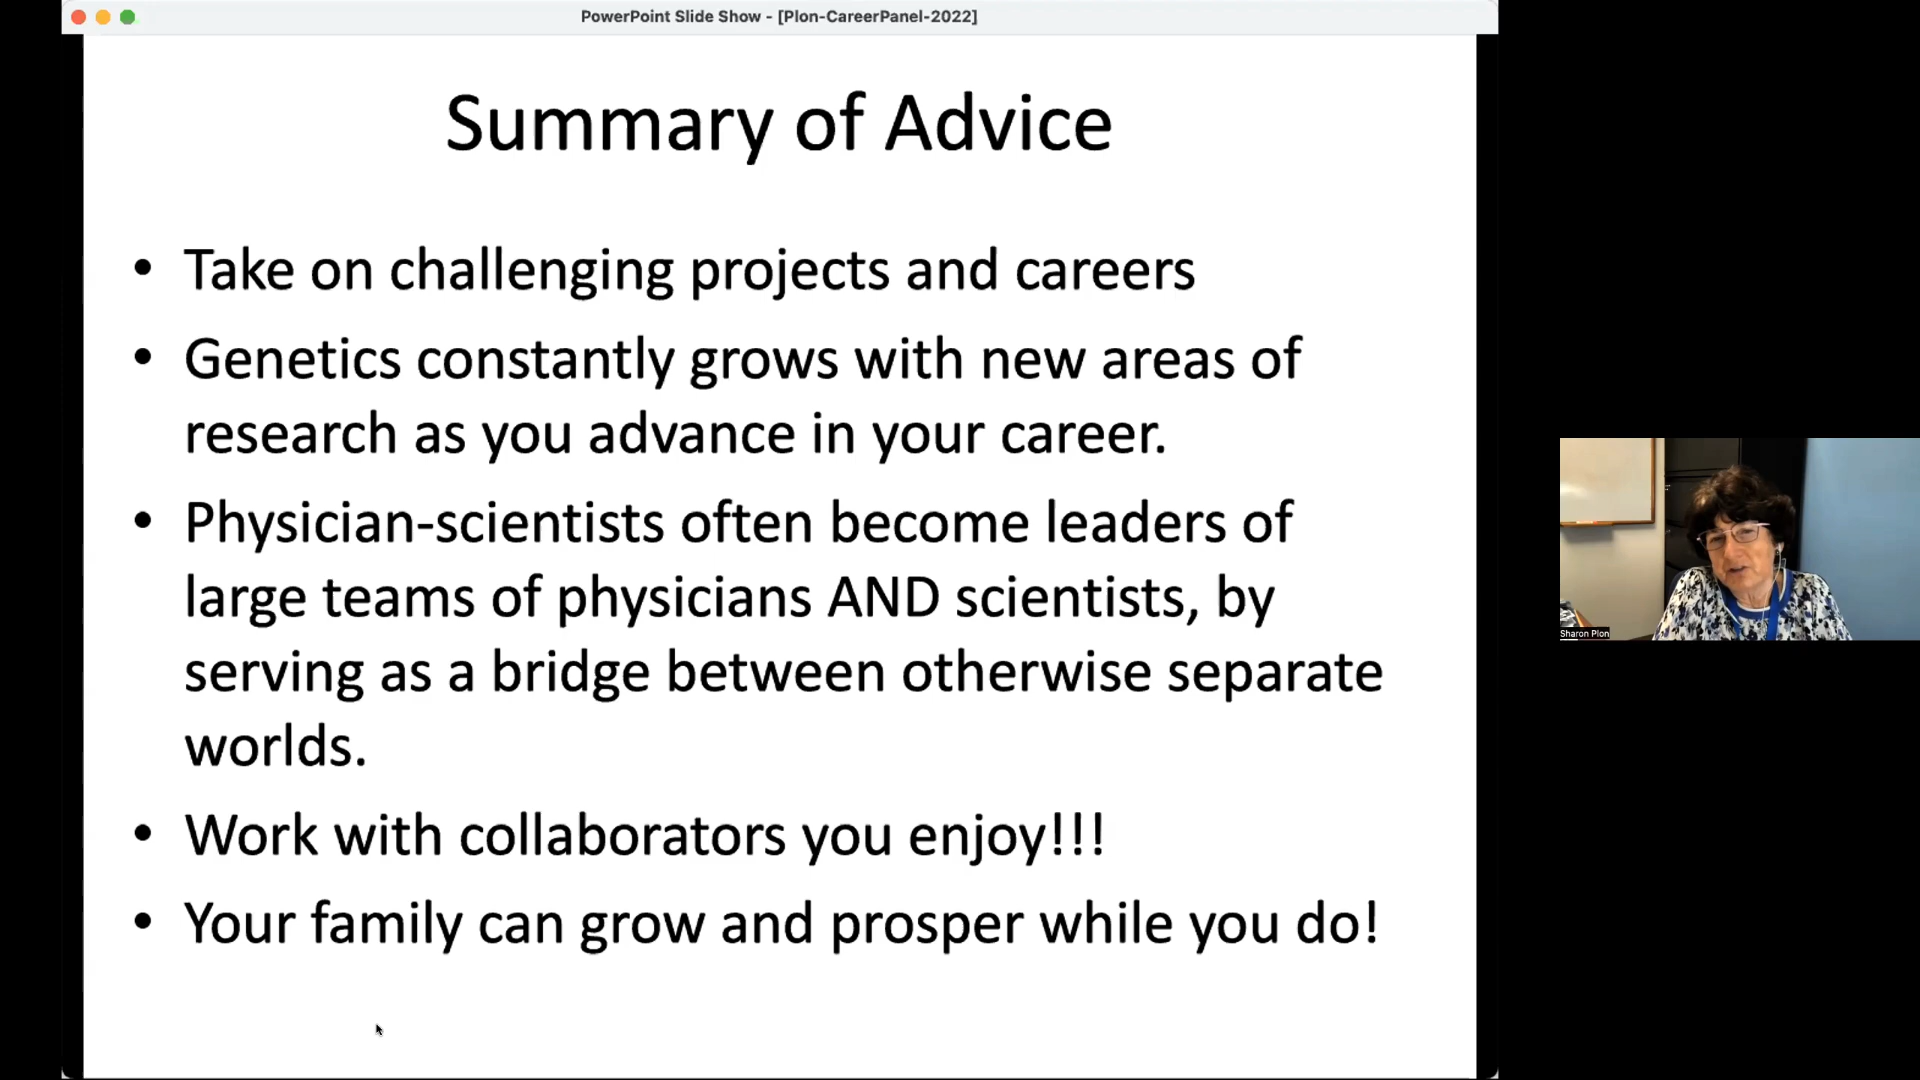 PowerPoint Slide Show - [Plon-CareerPanel-2022]
Summary of Advice
• Take on challenging projects and careers
• Genetics constantly grows with new areas of
research as you advance in your career.
• Physician-scientists often become leaders of
large teams of physicians AND scientists, by
serving as a bridge between otherwise separate
worlds.
• Work with collaborators you enjoy!!!
• Your family can grow and prosper while you do!
Sharon Plon